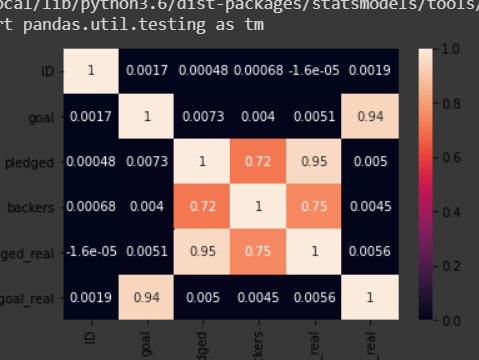 ocal/lib/python3.6/dist-packages/statsmodels/tools/
rt pandas.util.testing as tm
ID 1 0.0017 0.00048 0.00068 -1.6e-05 0.0019
goal 0.0017 1 0.0073 0.004 0.0051 0.94
pledged 0.00048 0.0073 1 0.72 0.95 0.005
backers 0.00068 0.004 0.72 1 0.75 0.0045
ged_real -1.6e-05 0.0051 0.95 0.75 1 0.0056
goal_real 0.0019 0.94 0.005 0.0045 0.0056 1
ID goal dged kers _real _real
1.0
0.8
0.6
0.4
0.2
0.0